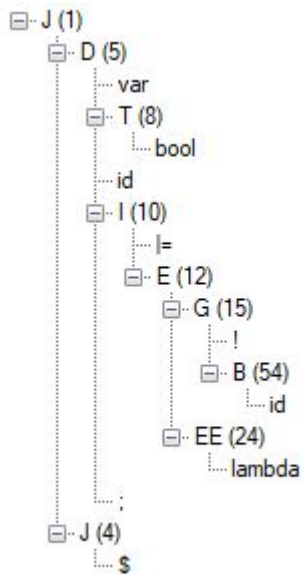 J (1)
D (5)
var
T (8)
bool
id
I (10)
|=
E (12)
G (15)
!
B (54)
id
EE (24)
lambda
;
J (4)
$